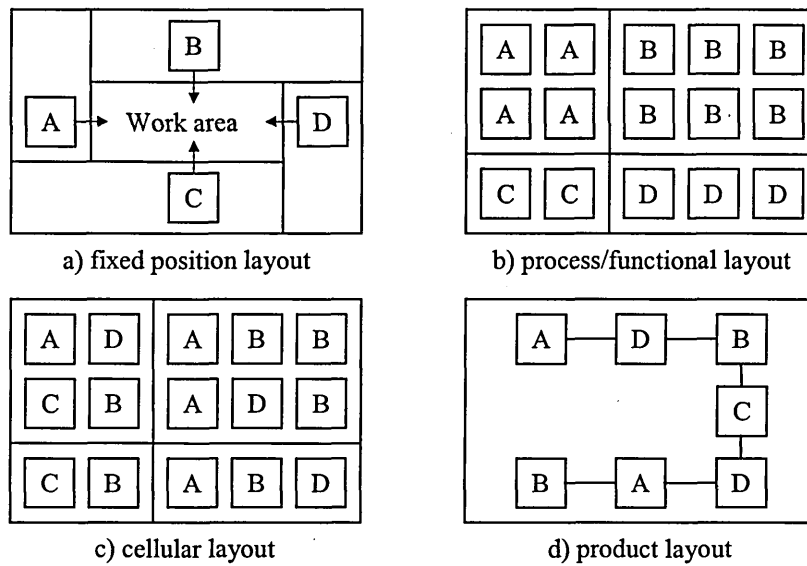 B
A Work area D
C
a) fixed position layout
A A B B B
A A B B B
C C D D D
b) process/functional layout
A D A B B
C B A D B
C B A B D
c) cellular layout
A D B
C
B A D
d) product layout